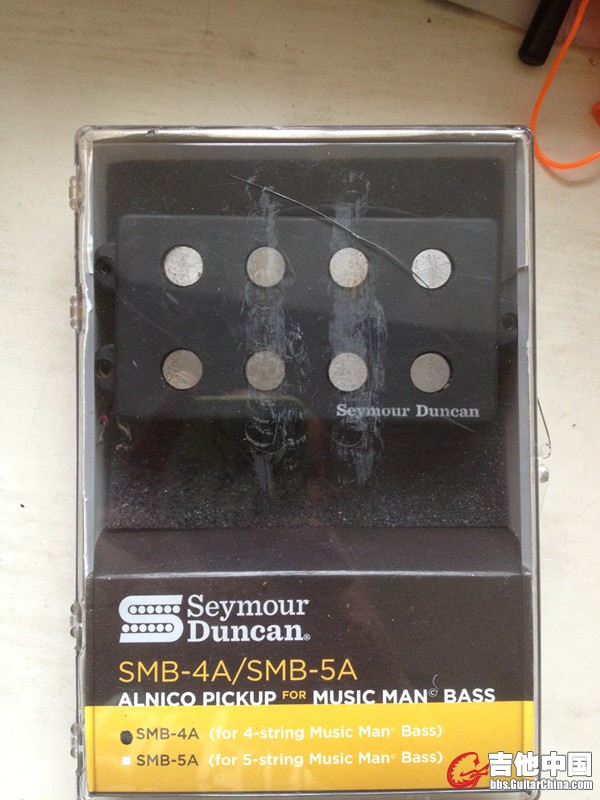 Seymour Duncan
Seymour
Duncan®
SMB-4A/SMB-5A
ALNICO PICKUP FOR MUSIC MAN© BASS
SMB-4A (for 4-string Music Man® Bass)
SMB-5A (for 5-string Music Man® Bass)
吉他中国
bbs.GuitarChina.com